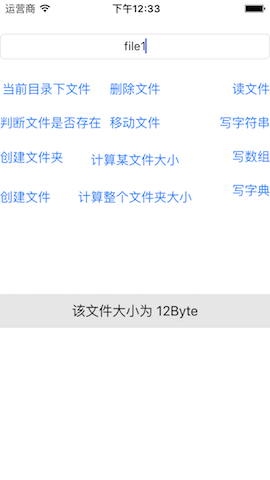 运营商 下午12:33
file1
当前目录下文件 删除文件 读文件
判断文件是否存在 移动文件 写字符串
创建文件夹 计算某文件大小 写数组
创建文件 计算整个文件夹大小 写字典
该文件大小为 12Byte